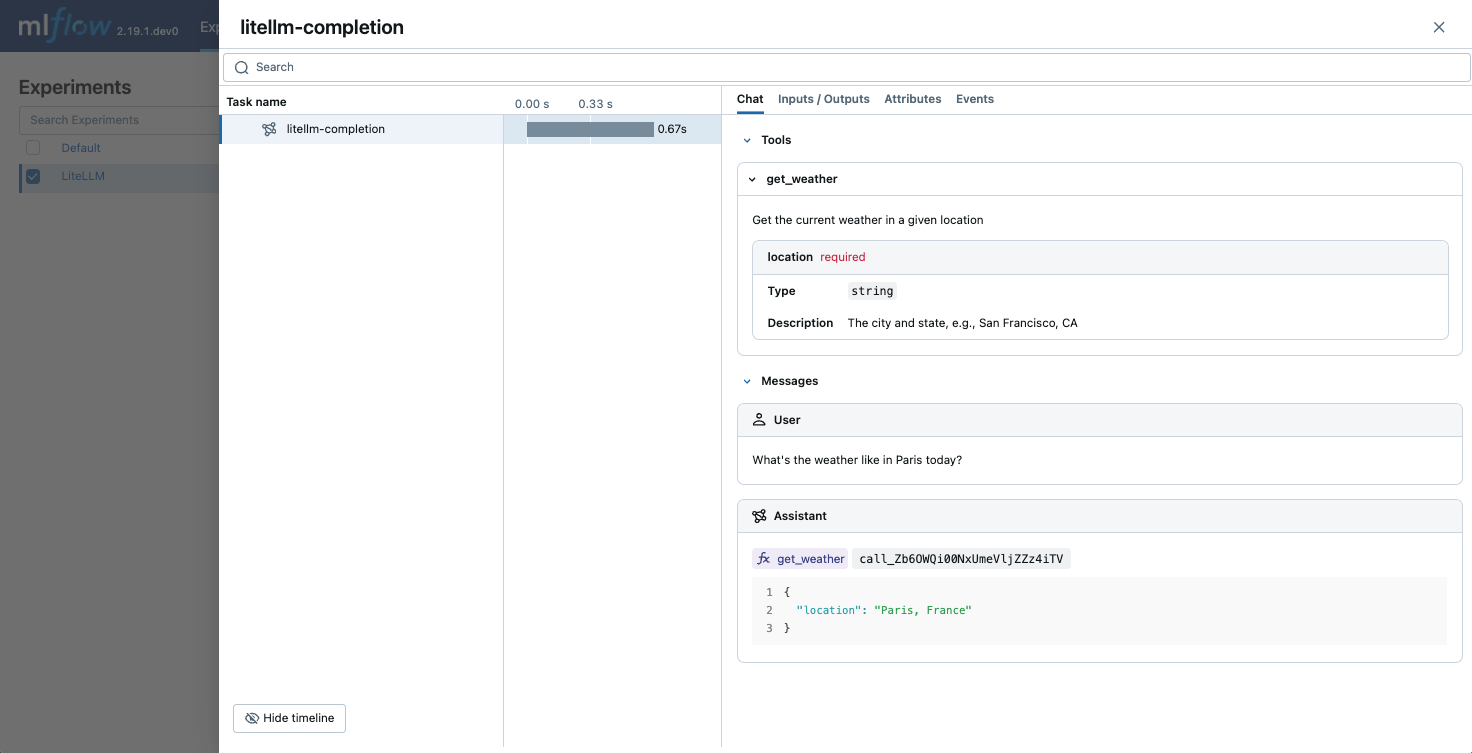 mlflow 2.19.1.dev0 Exp
Experiments
Search Experiments
Default
LiteLLM
litellm-completion
Search
Task name
0.00 s 0.33 s
litellm-completion
0.67s
Hide timeline
Chat Inputs / Outputs Attributes Events
Tools
get_weather
Get the current weather in a given location
location required
Type string
Description The city and state, e.g., San Francisco, CA
Messages
User
What's the weather like in Paris today?
Assistant
fx get_weather call_Zb6OWQi00NxUmeVljZZz4iTV
1 {
2 "location": "Paris, France"
3 }